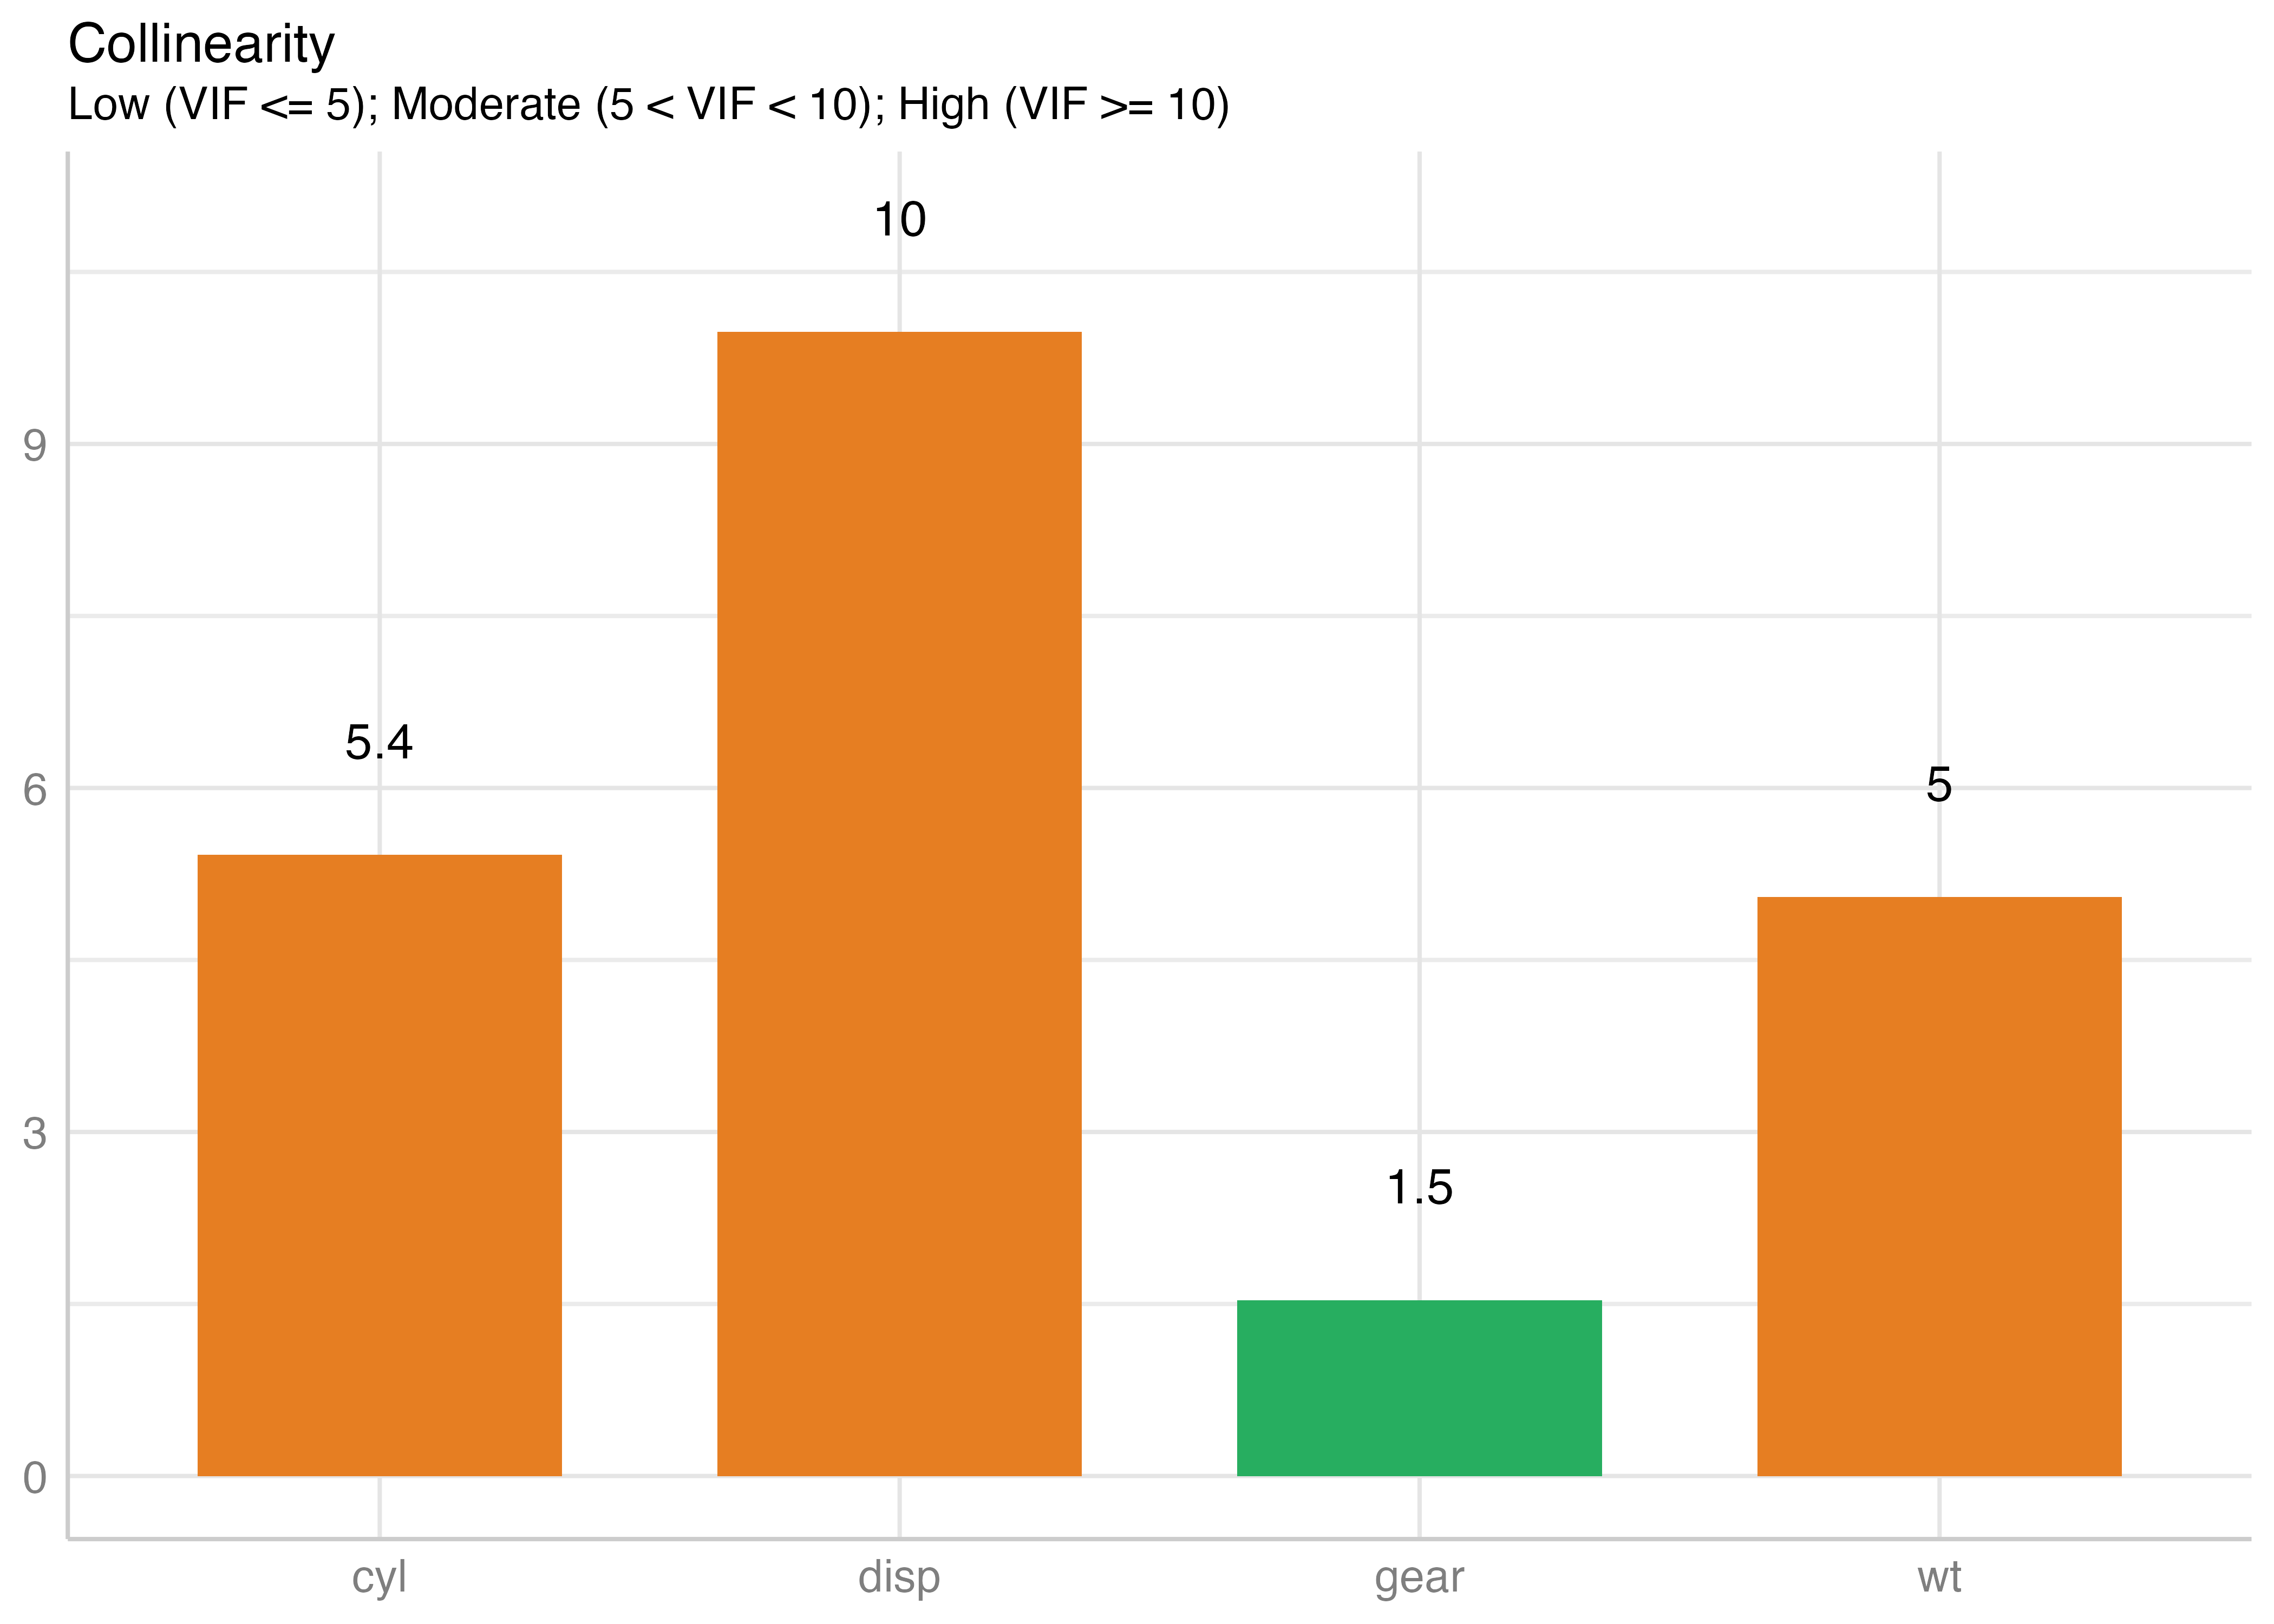 Collinearity
Low (VIF <= 5); Moderate (5 < VIF < 10); High (VIF >= 10)
10
9
5.4
6
5
3
1.5
0
cyl disp gear wt